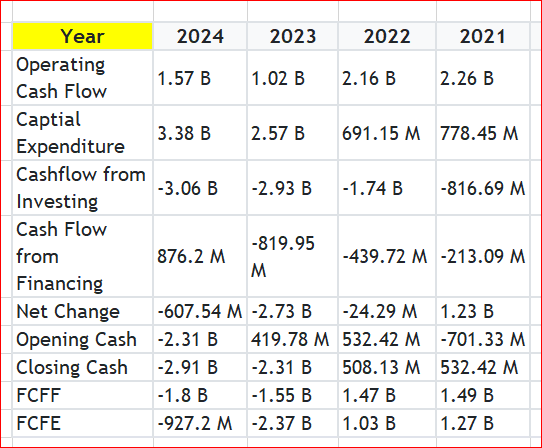 Year 2024 2023 2022 2021
Operating
Cash Flow 1.57 B 1.02 B 2.16 B 2.26 B
Captial
Expenditure 3.38 B 2.57 B 691.15 M 778.45 M
Cashflow from
Investing -3.06 B -2.93 B -1.74 B -816.69 M
Cash Flow
from
Financing 876.2 M -819.95 M -439.72 M -213.09 M
Net Change -607.54 M -2.73 B -24.29 M 1.23 B
Opening Cash -2.31 B 419.78 M 532.42 M -701.33 M
Closing Cash -2.91 B -2.31 B 508.13 M 532.42 M
FCFF -1.8 B -1.55 B 1.47 B 1.49 B
FCFE -927.2 M -2.37 B 1.03 B 1.27 B